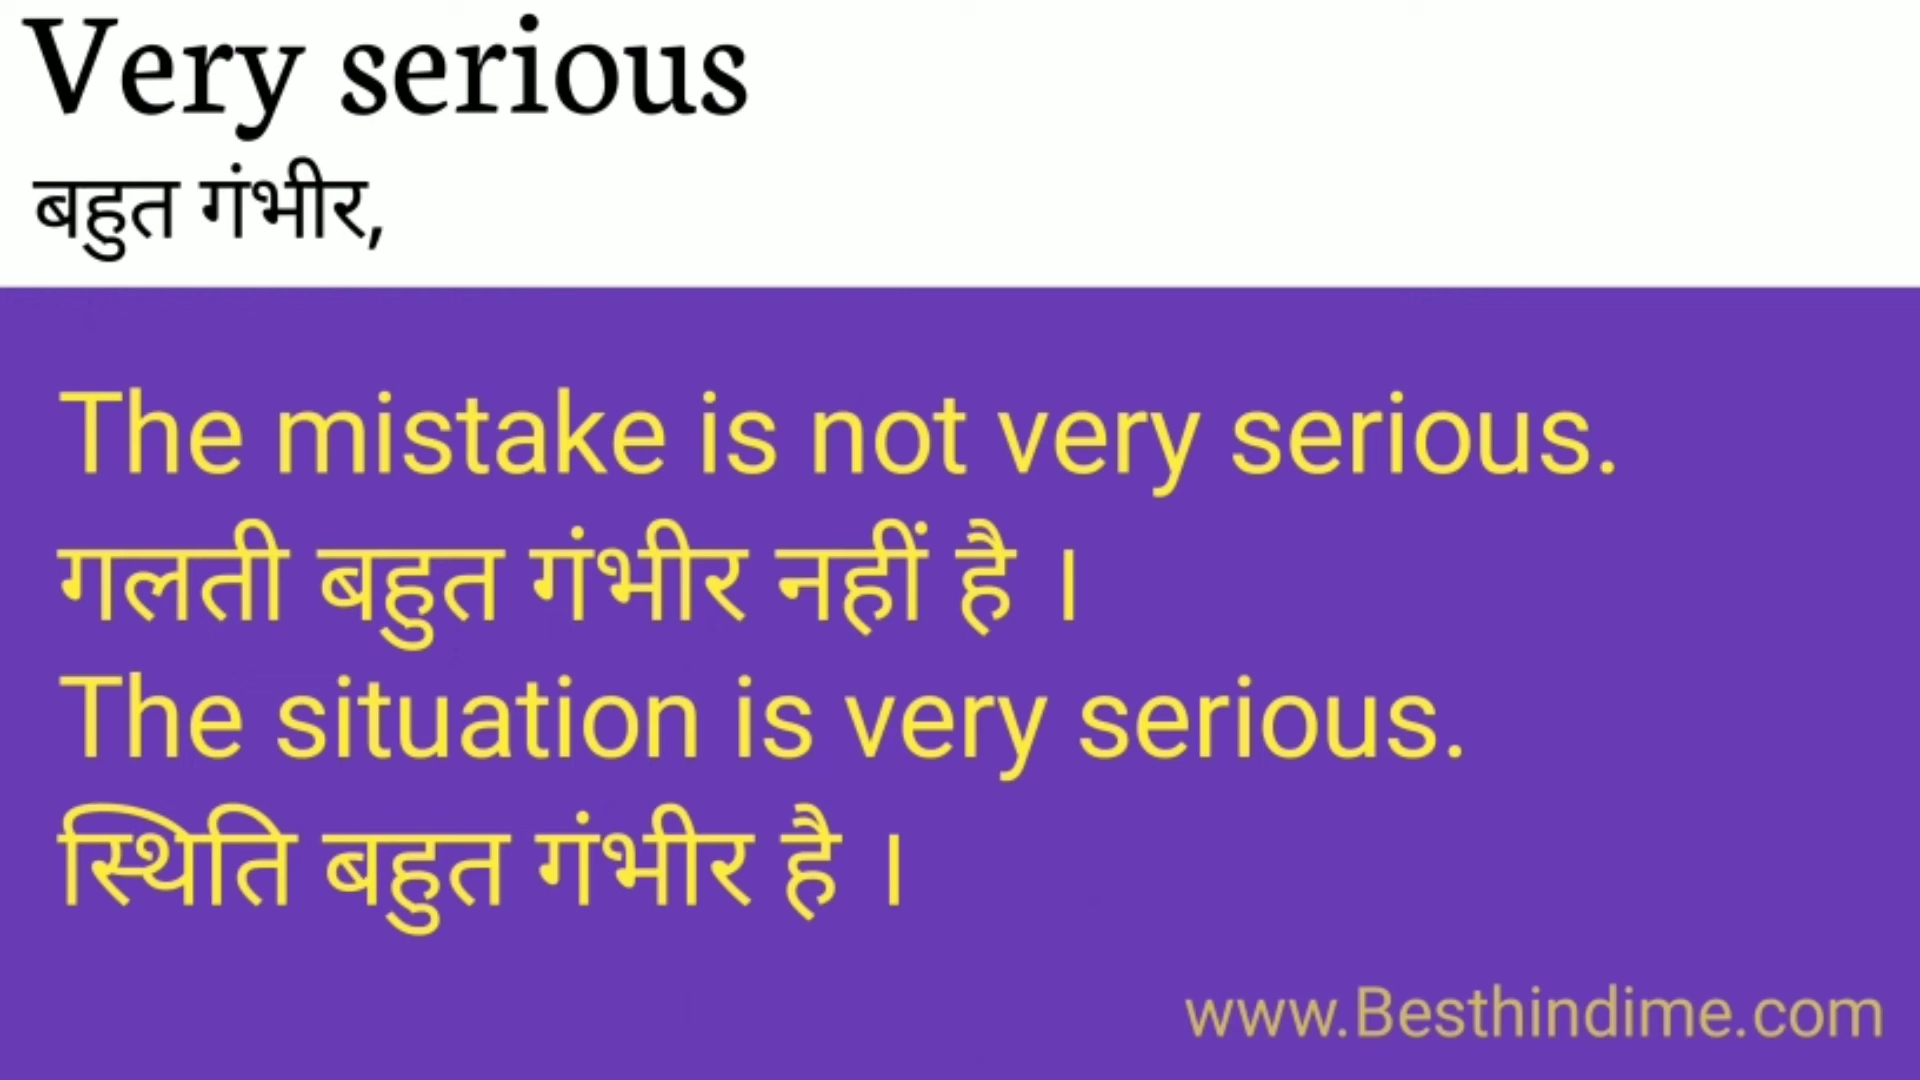 Very serious
बहुत गंभीर,
The mistake is not very serious.
गलती बहुत गंभीर नहीं है ।
The situation is very serious.
स्थिति बहुत गंभीर है ।
www.Besthindime.com